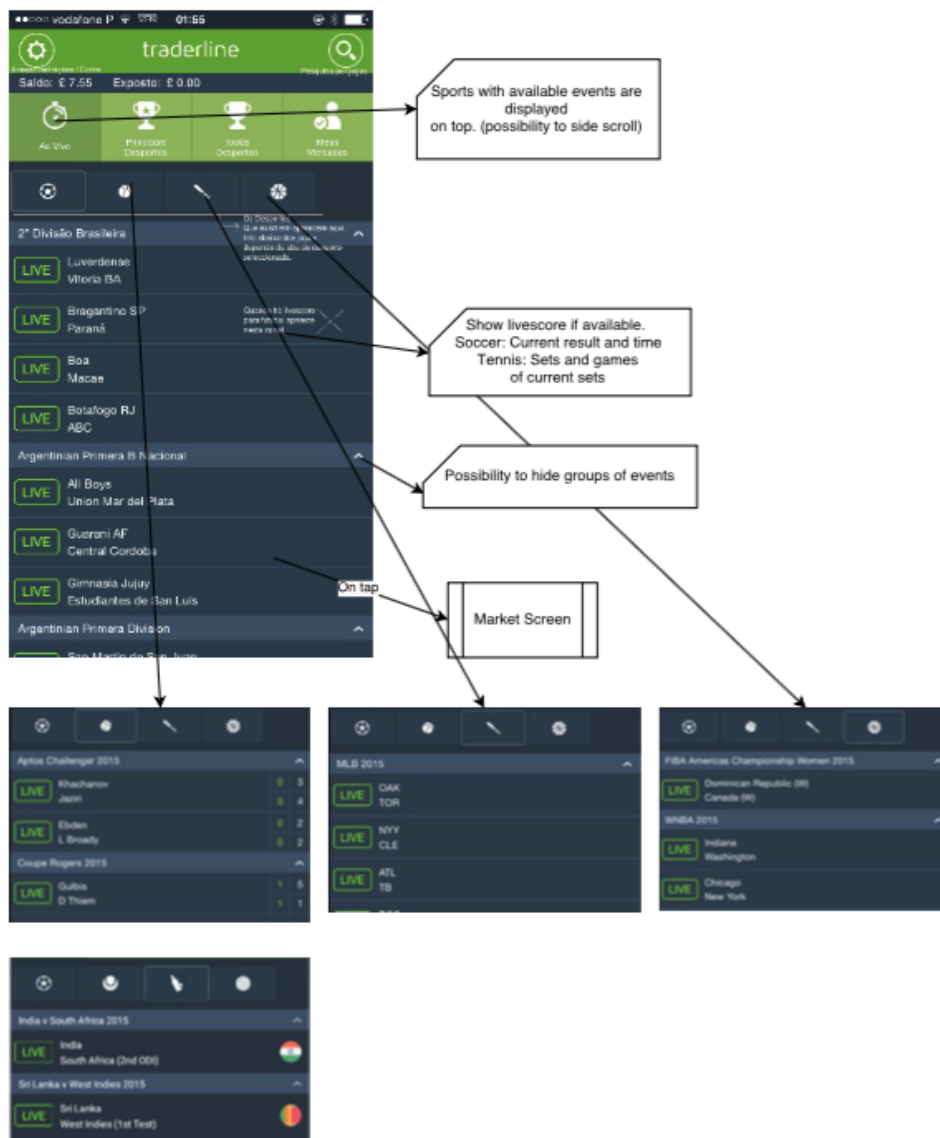 vodafone P
01:55
traderline
Pesquisa por jogos
Saldo: £ 7.55 Exposto: £ 0.00
Ao Vivo
Principais
Desportos
Todos
Desportos
Meus
Mercados
Sports with available events are
displayed
on top. (possibility to side scroll)
2ª Divisão Brasileira
LIVE
Luverdense
Vitoria BA
LIVE
Bragantino SP
Paraná
LIVE
Boa
Macae
LIVE
Botafogo RJ
ABC
Show livescore if available.
Soccer: Current result and time
Tennis: Sets and games
of current sets
Argentinian Primera B Nacional
Possibility to hide groups of events
LIVE
All Boys
Union Mar del Plata
LIVE
Guarani AF
Central Cordoba
LIVE
Gimnasia Jujuy
Estudiantes de San Luis
On tap
Market Screen
Argentinian Primera Division
San Martin de San Juan
Aptos Challenger 2015
LIVE
Khachanov 0 3
Jaziri 0 4
LIVE
Ebden 0 2
L Broady 0 2
Coupe Rogers 2015
LIVE
Gulbis 1 5
D Thiem 1 1
MLB 2015
LIVE
OAK
TOR
LIVE
NYY
CLE
LIVE
ATL
TB
FIBA Americas Championship Women 2015
LIVE
Dominican Republic (W)
Canada (W)
WNBA 2015
LIVE
Indiana
Washington
LIVE
Chicago
New York
India v South Africa 2015
LIVE
India
South Africa (2nd ODI)
Sri Lanka v West Indies 2015
LIVE
Sri Lanka
West Indies (1st Test)